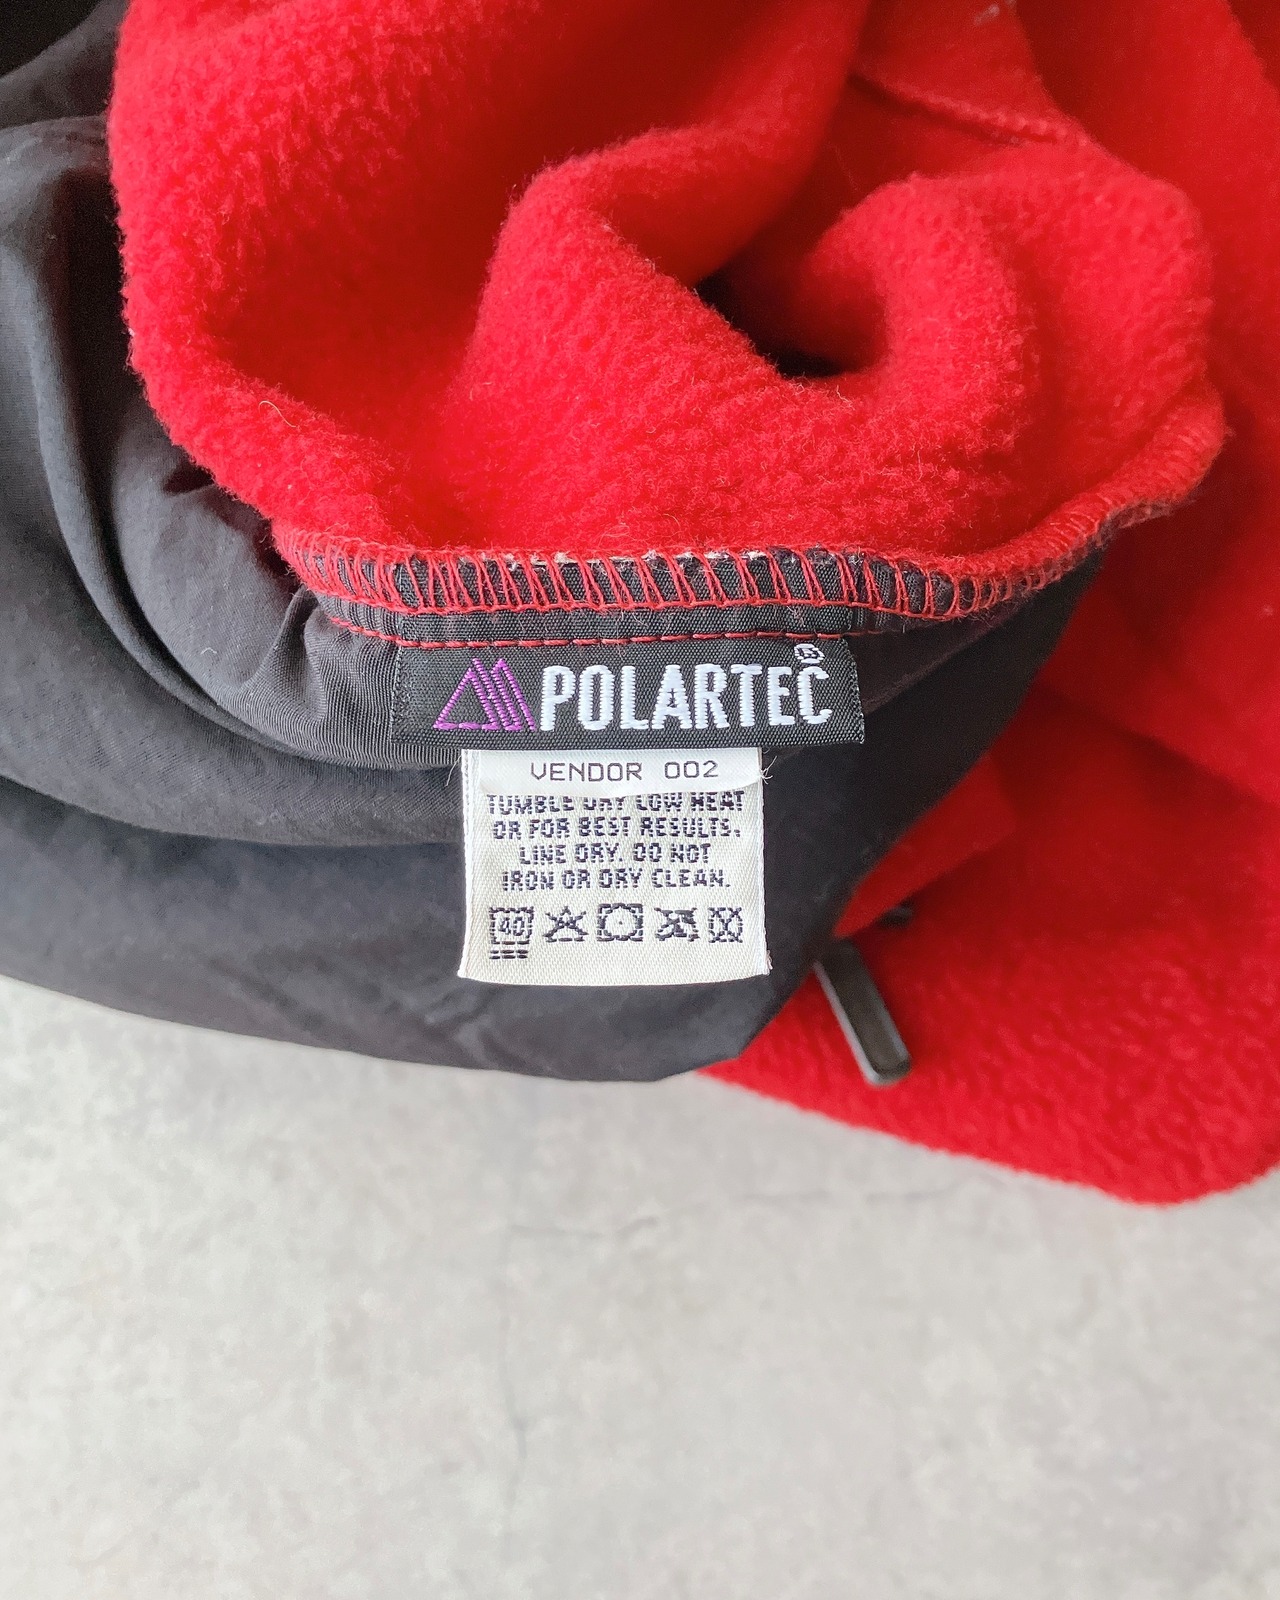 POLARTEC®
VENDOR 002
TUMBLE DRY LOW HEAT
OR FOR BEST RESULTS,
LINE DRY. DO NOT
IRON OR DRY CLEAN.
40